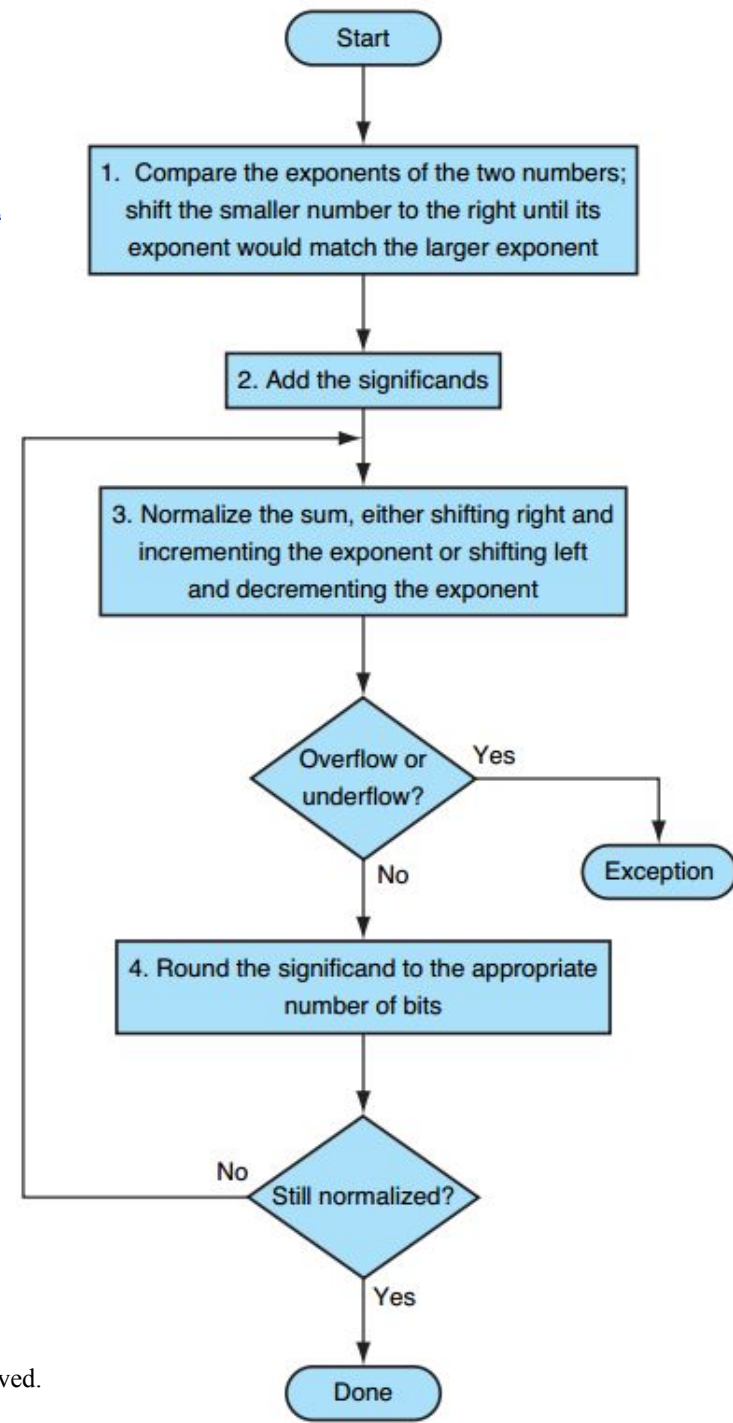 Start
1. Compare the exponents of the two numbers;
shift the smaller number to the right until its
exponent would match the larger exponent
2. Add the significands
3. Normalize the sum, either shifting right and
incrementing the exponent or shifting left
and decrementing the exponent
Overflow or
underflow?
Yes
No
Exception
4. Round the significand to the appropriate
number of bits
No
Still normalized?
Yes
Done
ved.